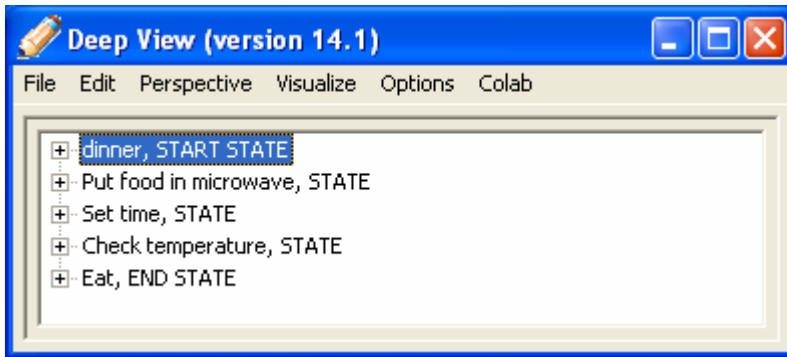 Deep View (version 14.1)
File Edit Perspective Visualize Options Colab
dinner, START STATE
Put food in microwave, STATE
Set time, STATE
Check temperature, STATE
Eat, END STATE